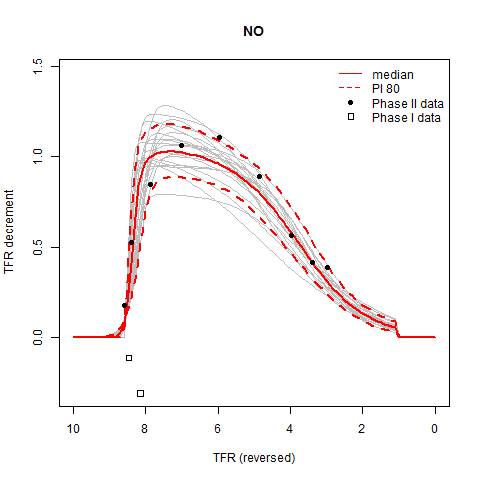 NO
median
PI 80
Phase II data
Phase I data
TFR decrement
1.5
1.0
0.5
0.0
10 8 6 4 2 0
TFR (reversed)